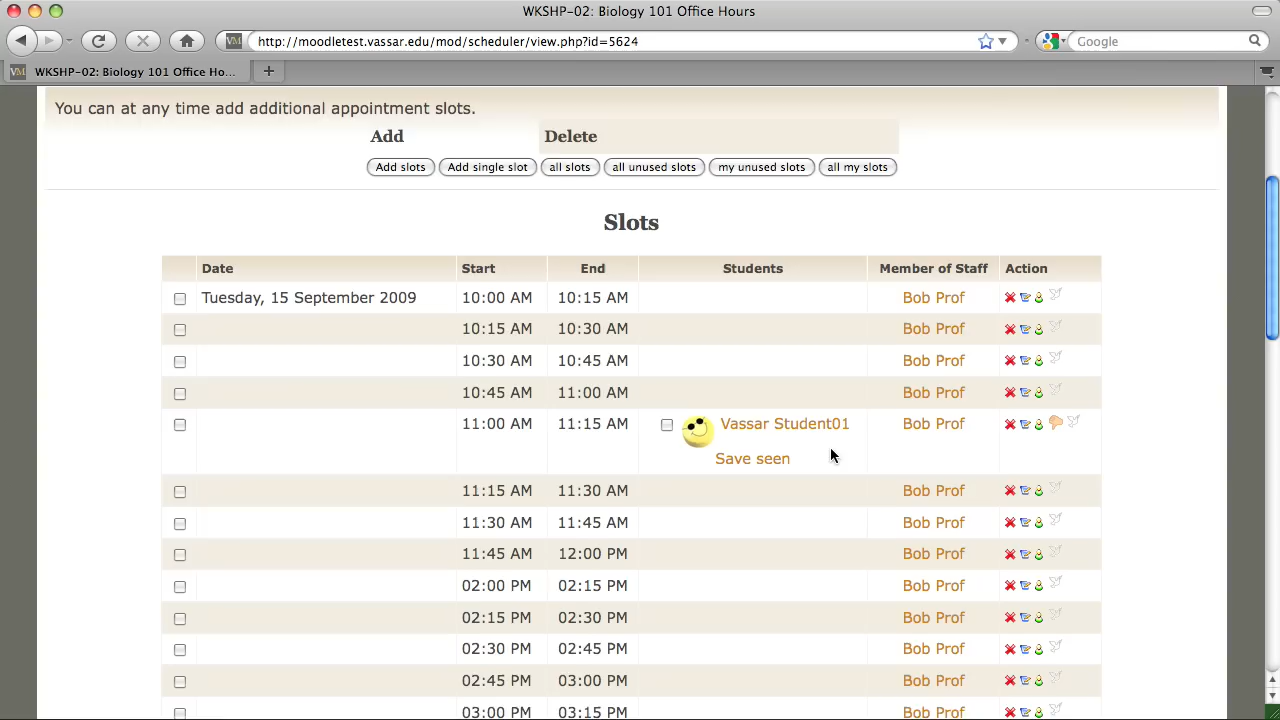 WKSHP-02: Biology 101 Office Hours
http://moodletest.vassar.edu/mod/scheduler/view.php?id=5624
Google
VM WKSHP-02: Biology 101 Office Ho...
You can at any time add additional appointment slots.
Add Delete
Add slots Add single slot all slots all unused slots my unused slots all my slots
Slots
Date Start End Students Member of Staff Action
Tuesday, 15 September 2009 10:00 AM 10:15 AM Bob Prof
10:15 AM 10:30 AM Bob Prof
10:30 AM 10:45 AM Bob Prof
10:45 AM 11:00 AM Bob Prof
11:00 AM 11:15 AM Vassar Student01 Bob Prof
Save seen
11:15 AM 11:30 AM Bob Prof
11:30 AM 11:45 AM Bob Prof
11:45 AM 12:00 PM Bob Prof
02:00 PM 02:15 PM Bob Prof
02:15 PM 02:30 PM Bob Prof
02:30 PM 02:45 PM Bob Prof
02:45 PM 03:00 PM Bob Prof
03:00 PM 03:15 PM Bob Prof